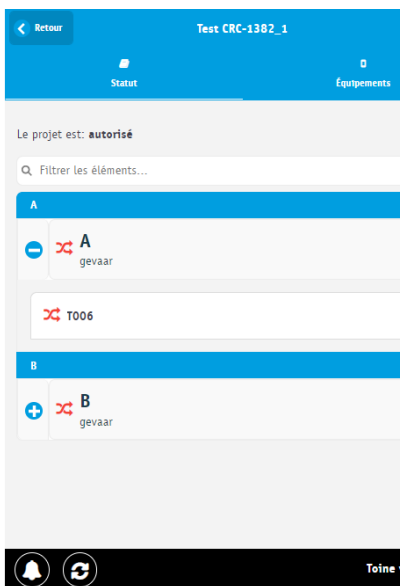 Retour
Test CRC-1382_1
Statut
Équipements
Le projet est: autorisé
Filtrer les éléments...
A
A
gevaar
T006
B
B
gevaar
Toine